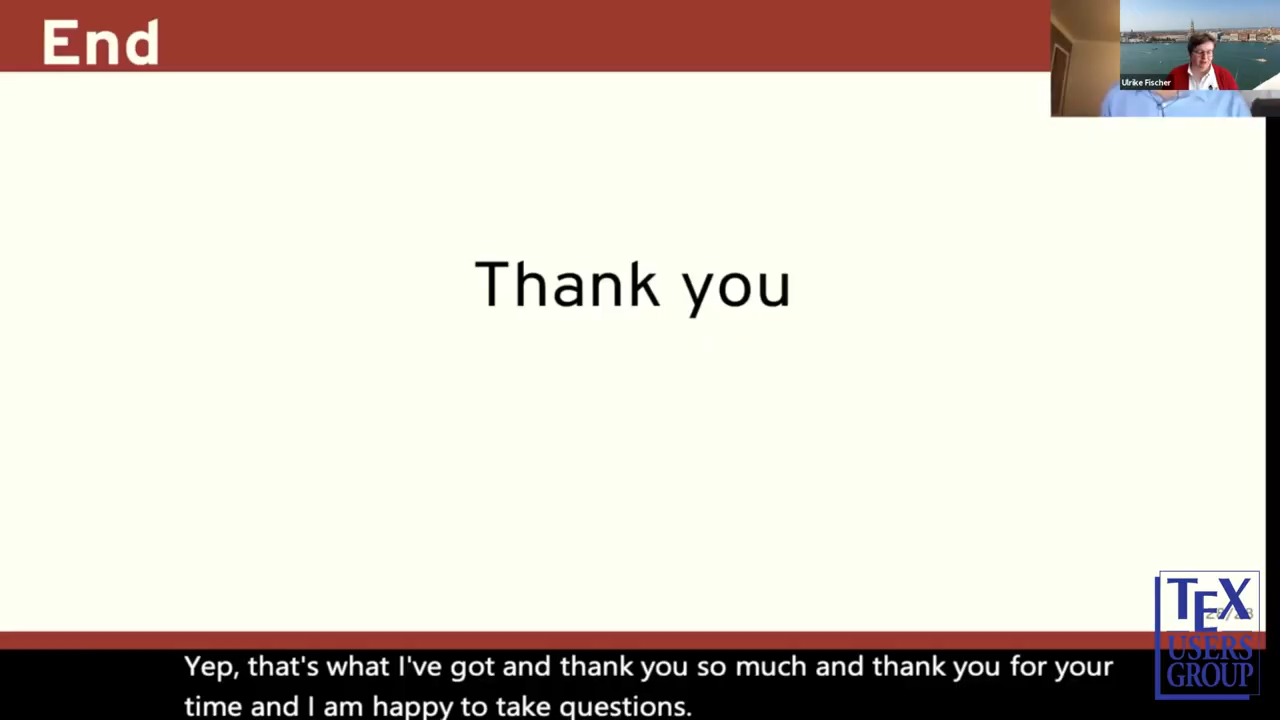 End
Ulrike Fischer
Thank you
TEX
USERS
GROUP
Yep, that's what I've got and thank you so much and thank you for your
time and I am happy to take questions.